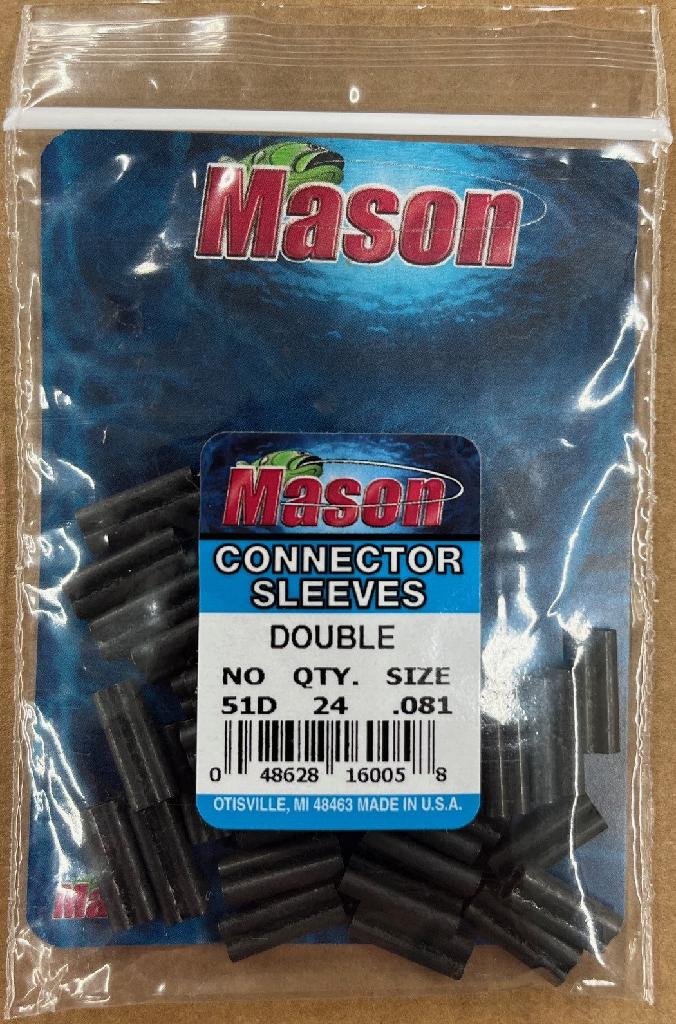 Mason
Mason
CONNECTOR
SLEEVES
DOUBLE
NO QTY. SIZE
51D 24 .081
0 48628 16005 8
OTISVILLE, MI 48463 MADE IN U.S.A.
Ma